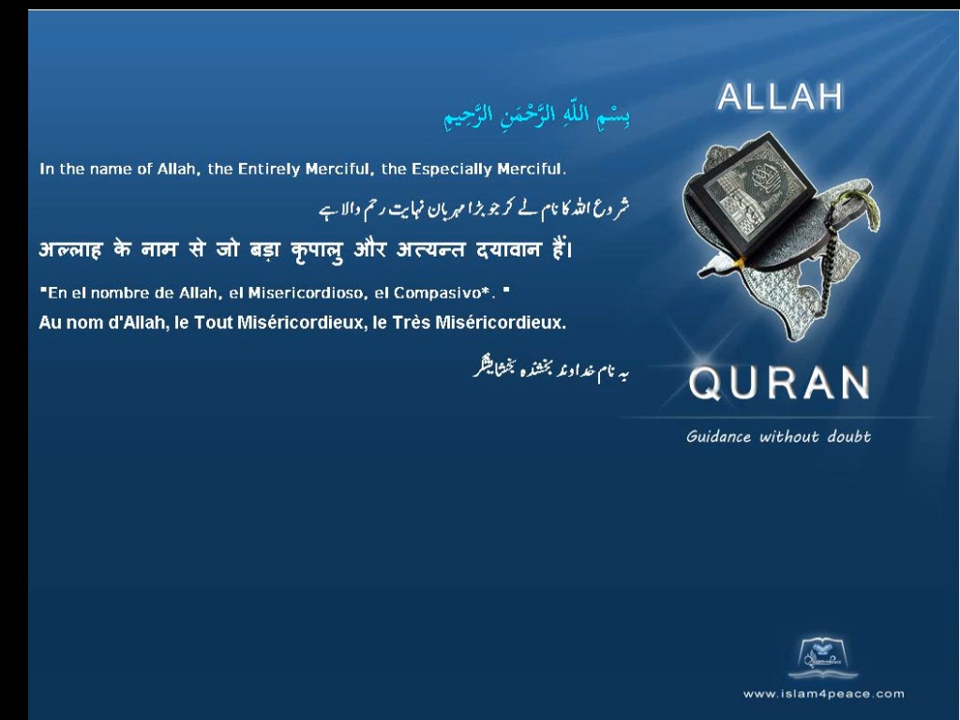 بِسْمِ اللَّهِ الرَّحْمَنِ الرَّحِيمِ
In the name of Allah, the Entirely Merciful, the Especially Merciful.
شروع الله کا نام لے کر جو بڑا مہربان نہایت رحم والا ہے
अल्लाह के नाम से जो बड़ा कृपालु और अत्यन्त दयावान हैं।
"En el nombre de Allah, el Misericordioso, el Compasivo*. "
Au nom d'Allah, le Tout Miséricordieux, le Très Miséricordieux.
به نام خداوند بخشنده بخشایشگر
ALLAH
QURAN
Guidance without doubt
www.islam4peace.com